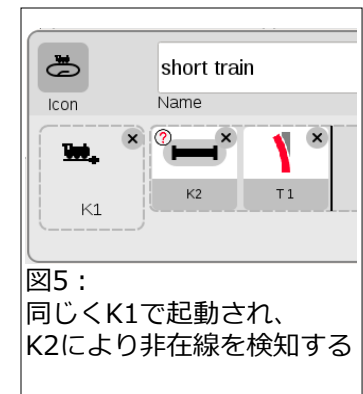 short train
Icon
Name
?
K1
K2
T 1
図5：
同じくK1で起動され、
K2により非在線を検知する